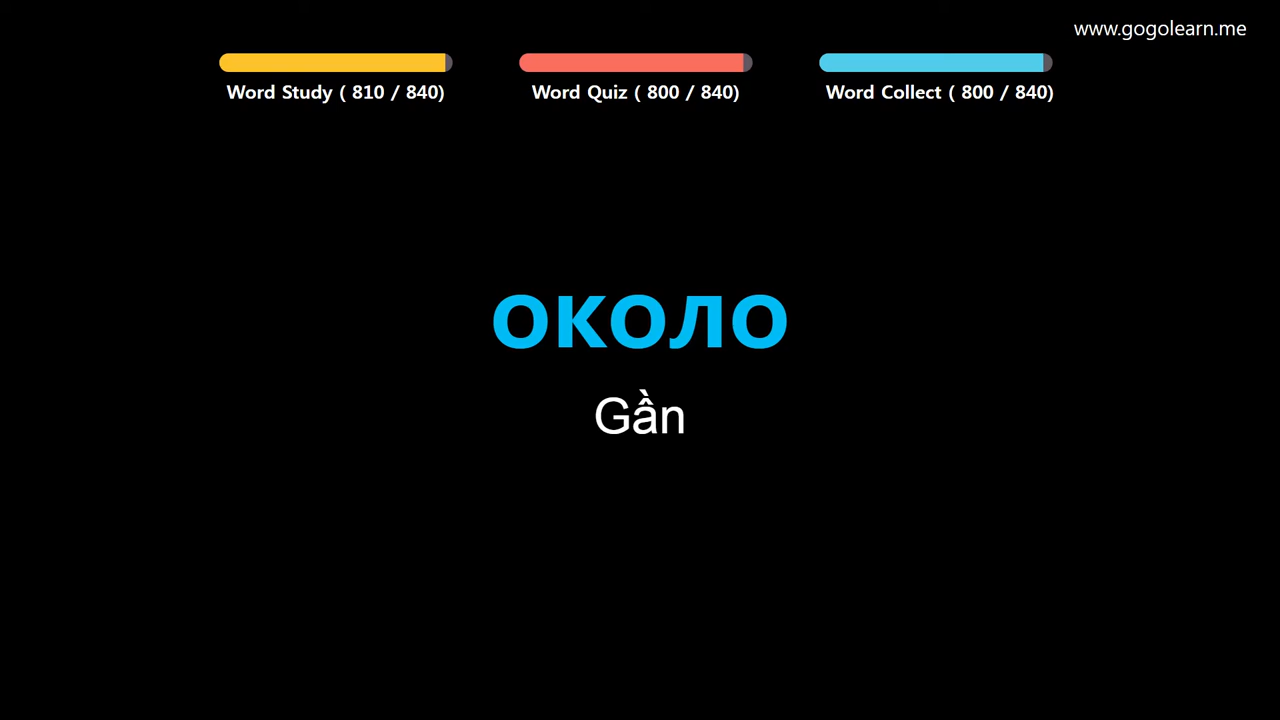 www.gogolearn.me
Word Study ( 810 / 840)
Word Quiz ( 800 / 840)
Word Collect ( 800 / 840)
около
Gần